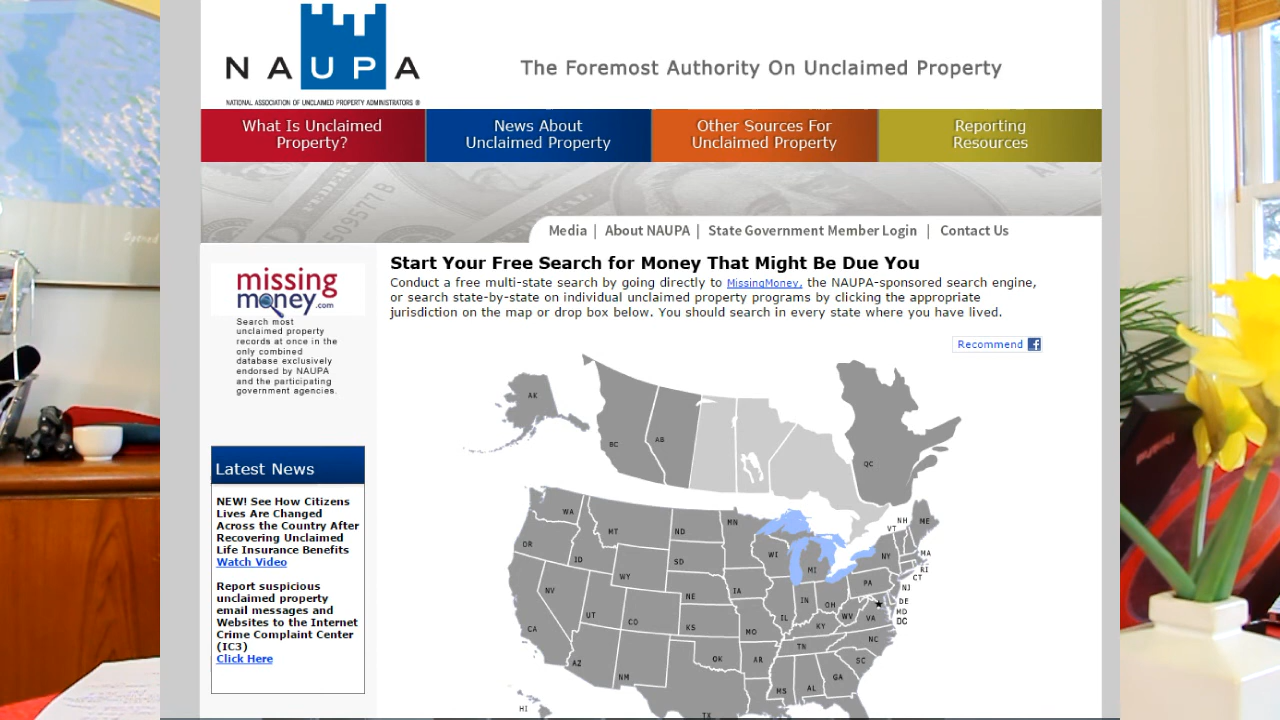 NAUPA
NATIONAL ASSOCIATION OF UNCLAIMED PROPERTY ADMINISTRATORS ®
The Foremost Authority On Unclaimed Property
What Is Unclaimed
Property?
News About
Unclaimed Property
Other Sources For
Unclaimed Property
Reporting
Resources
Media | About NAUPA | State Government Member Login | Contact Us
missing
money.com
Search most
unclaimed property
records at once in the
only combined
database exclusively
endorsed by NAUPA
and the participating
government agencies.
Latest News
NEW! See How Citizens
Lives Are Changed
Across the Country After
Recovering Unclaimed
Life Insurance Benefits
Watch Video
Report suspicious
unclaimed property
email messages and
Websites to the Internet
Crime Complaint Center
(IC3)
Click Here
Start Your Free Search for Money That Might Be Due You
Conduct a free multi-state search by going directly to MissingMoney, the NAUPA-sponsored search engine,
or search state-by-state on individual unclaimed property programs by clicking the appropriate
jurisdiction on the map or drop box below. You should search in every state where you have lived.
Recommend f
AK
BC
AB
QC
WA
MT
ND
MN
NH
ME
VT
OR
ID
SD
WI
MI
NY
MA
RI
CT
WY
PA
NJ
NV
NE
IA
IN
OH
DE
MD
DC
UT
CO
KS
IL
WV
VA
KY
CA
MO
NC
TN
AZ
NM
OK
AR
SC
GA
MS
AL
HI
TX
Opened